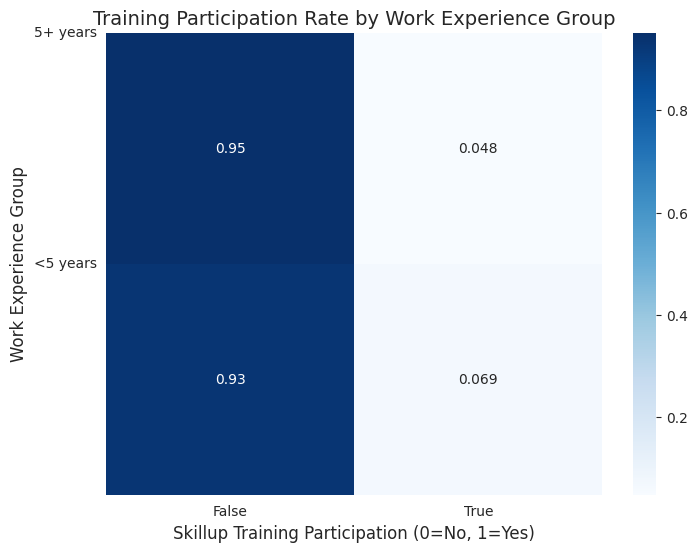 Training Participation Rate by Work Experience Group
5+ years
<5 years
Work Experience Group
0.95
0.048
0.93
0.069
False
True
Skillup Training Participation (0=No, 1=Yes)
0.8
0.6
0.4
0.2